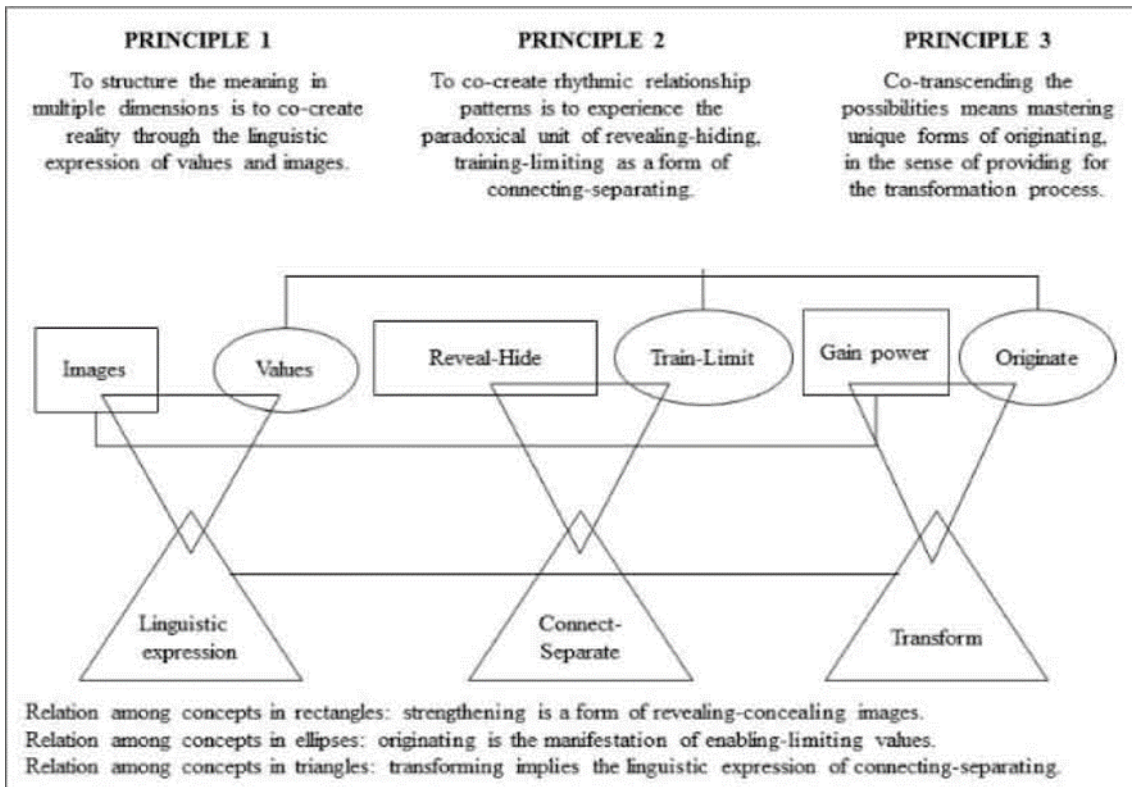 PRINCIPLE 1
To structure the meaning in
multiple dimensions is to co-create
reality through the linguistic
expression of values and images.
PRINCIPLE 2
To co-create rhythmic relationship
patterns is to experience the
paradoxical unit of revealing-hiding,
training-limiting as a form of
connecting-separating.
PRINCIPLE 3
Co-transcending the
possibilities means mastering
unique forms of originating,
in the sense of providing for
the transformation process.
Images
Values
Reveal-Hide
Train-Limit
Gain power
Originate
Linguistic
expression
Connect-
Separate
Transform
Relation among concepts in rectangles: strengthening is a form of revealing-concealing images.
Relation among concepts in ellipses: originating is the manifestation of enabling-limiting values.
Relation among concepts in triangles: transforming implies the linguistic expression of connecting-separating.